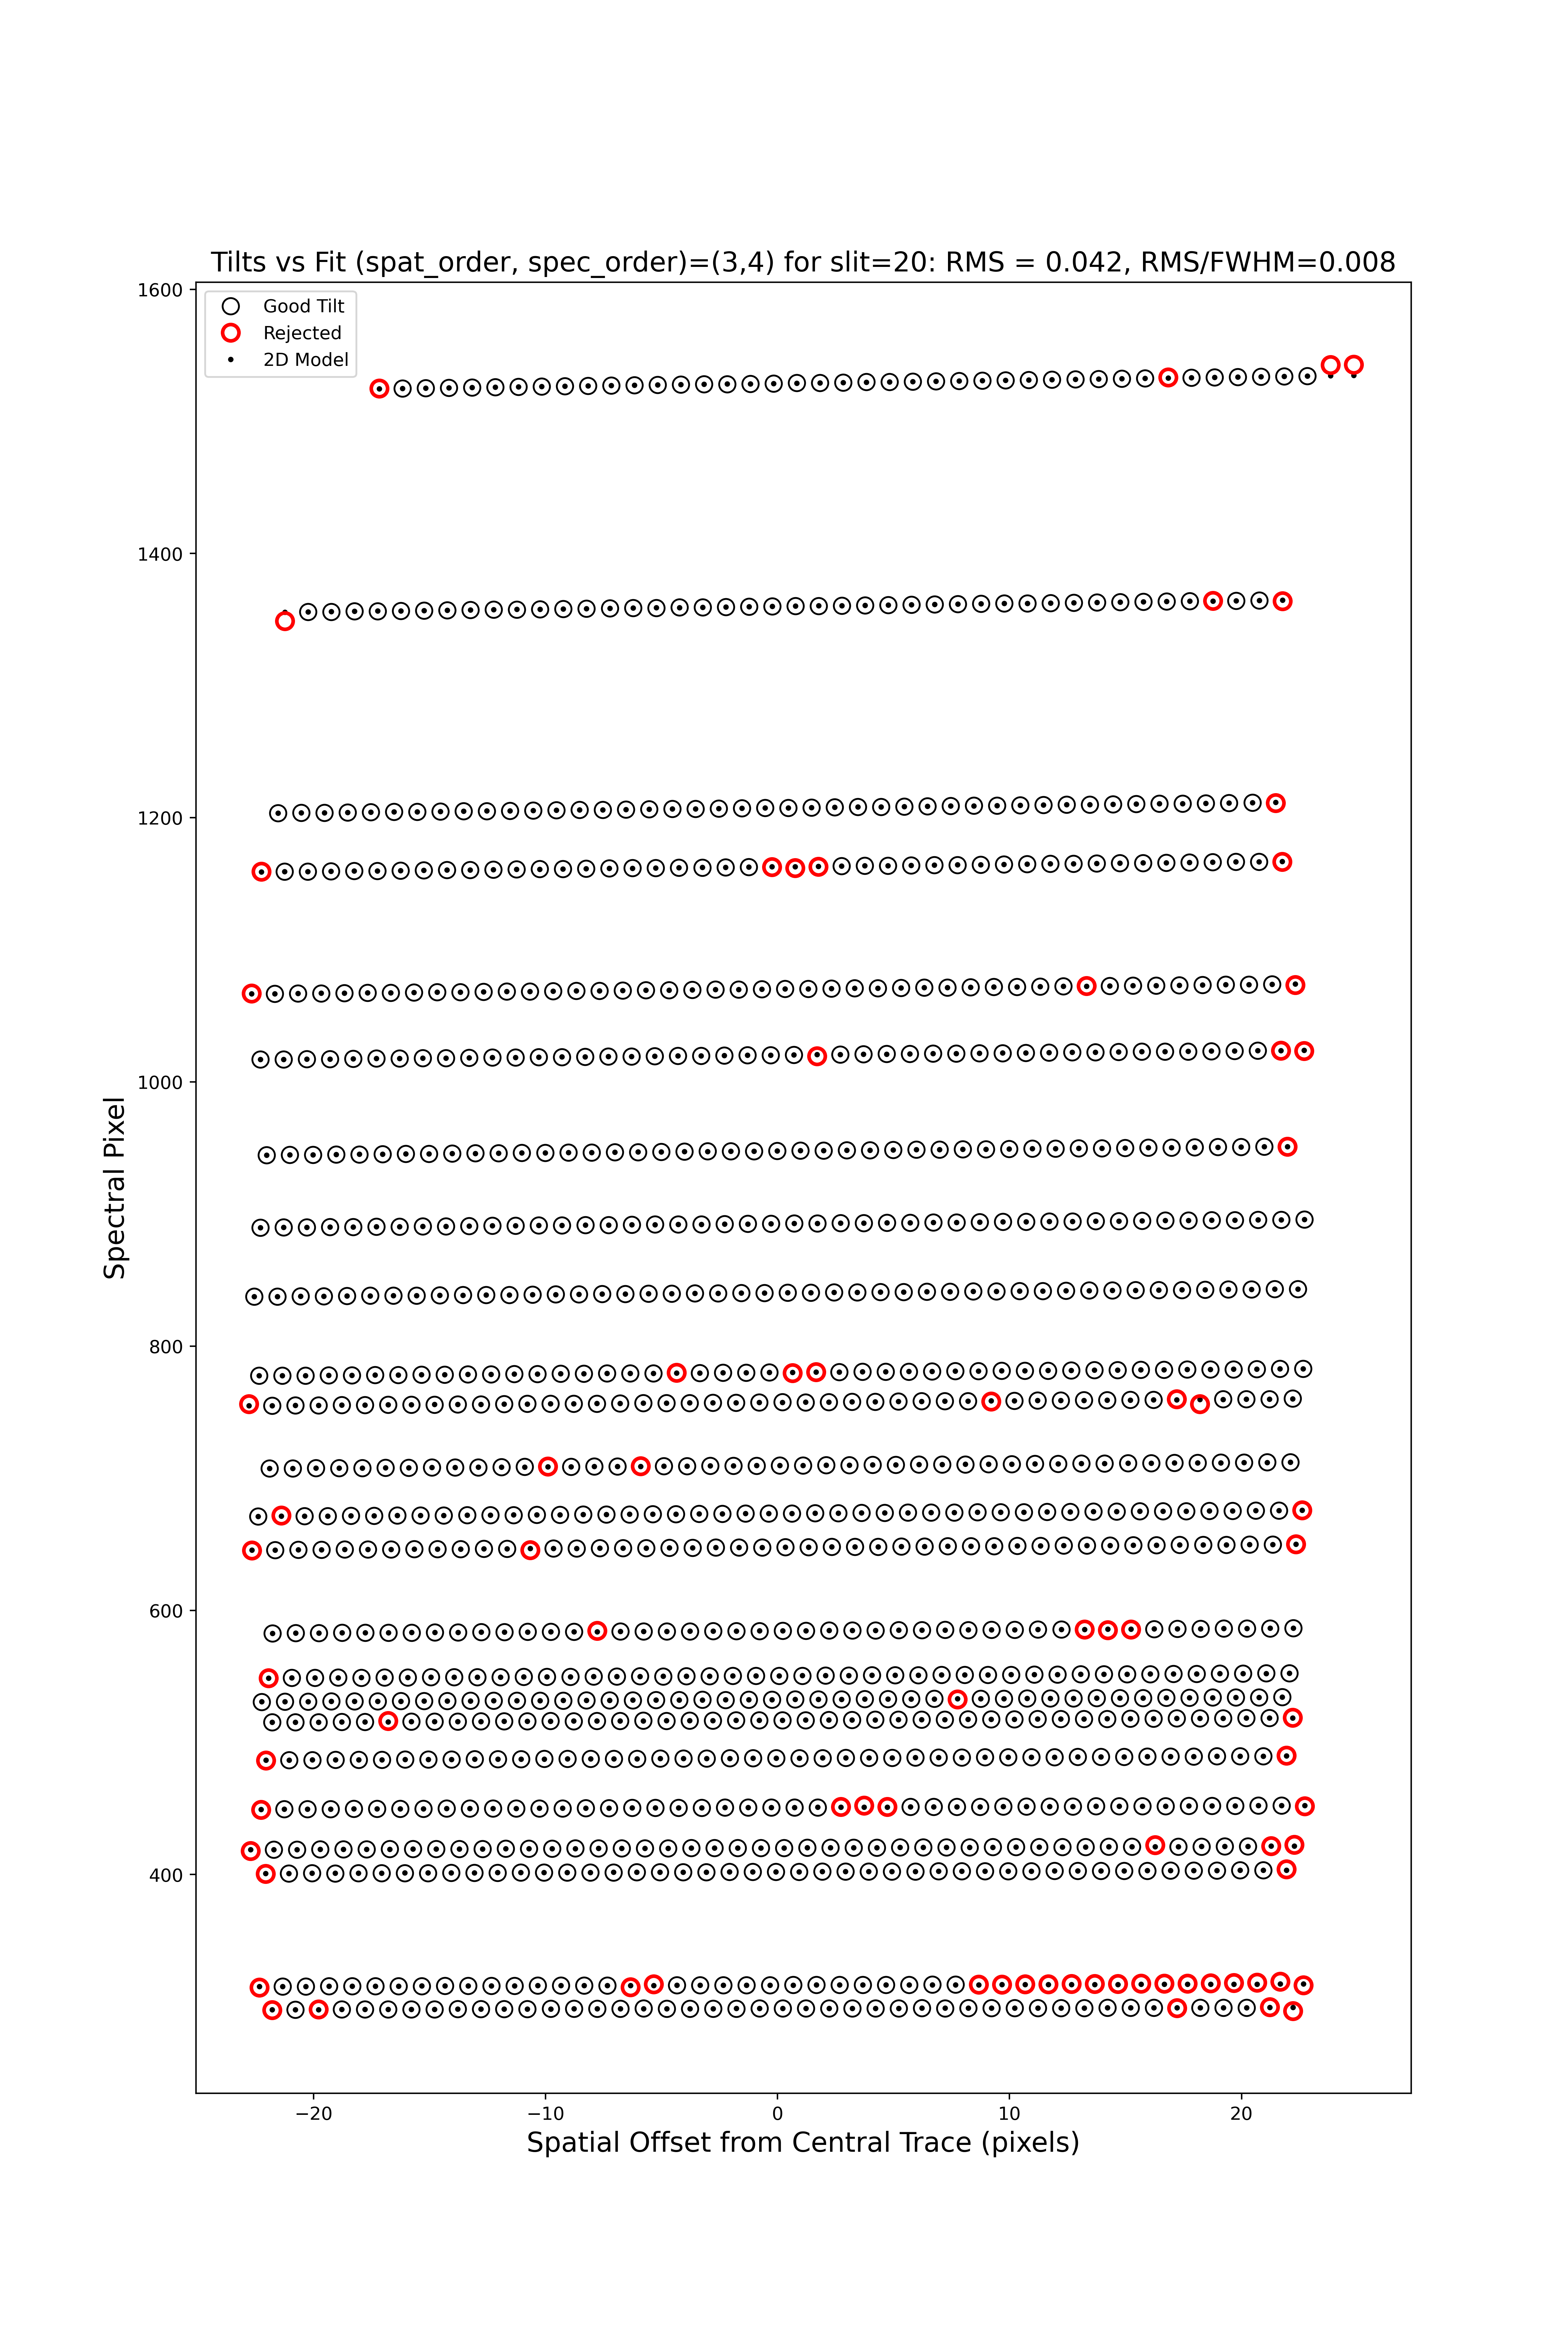 Tilts vs Fit (spat_order, spec_order)=(3,4) for slit=20: RMS = 0.042, RMS/FWHM=0.008
Good Tilt
Rejected
2D Model
1600
1400
1200
1000
800
600
400
Spectral Pixel
−20
−10
0
10
20
Spatial Offset from Central Trace (pixels)